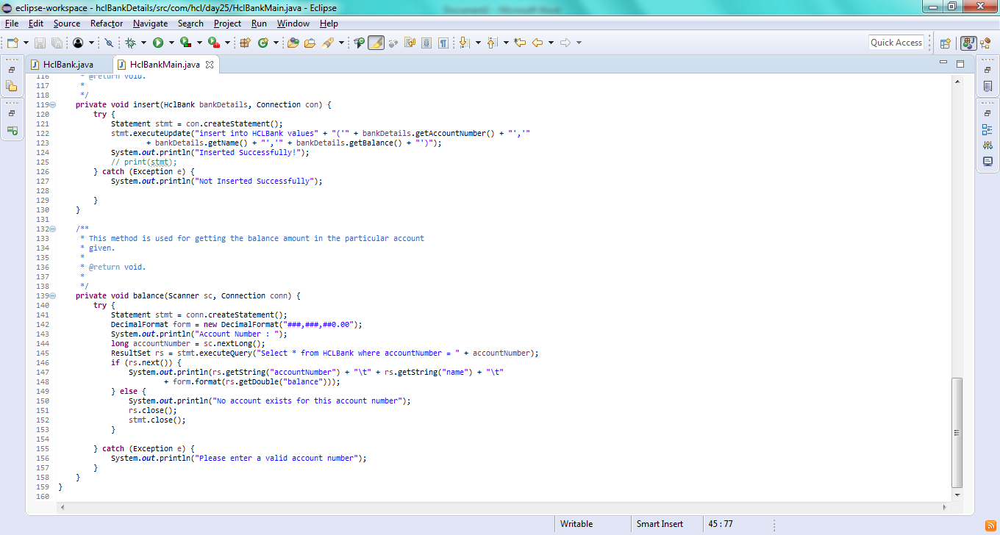 eclipse-workspace - hclBankDetails/src/com/hcl/day25/HclBankMain.java - Eclipse
File Edit Source Refactor Navigate Search Project Run Window Help
Quick Access
HclBank.java HclBankMain.java
116 * @return void.
117 *
118 */
119 private void insert(HclBank bankDetails, Connection con) {
120 try {
121 Statement stmt = con.createStatement();
122 stmt.executeUpdate("insert into HCLBank values" + "('" + bankDetails.getAccountNumber() + "','"
123 + bankDetails.getName() + "','" + bankDetails.getBalance() + "')");
124 System.out.println("Inserted Successfully!");
125 // print(stmt);
126 } catch (Exception e) {
127 System.out.println("Not Inserted Successfully");
128
129 }
130 }
131
132 /**
133 * This method is used for getting the balance amount in the particular account
134 * given.
135 *
136 * @return void.
137 *
138 */
139 private void balance(Scanner sc, Connection conn) {
140 try {
141 Statement stmt = conn.createStatement();
142 DecimalFormat form = new DecimalFormat("###,###,##0.00");
143 System.out.println("Account Number : ");
144 long accountNumber = sc.nextLong();
145 ResultSet rs = stmt.executeQuery("Select * from HCLBank where accountNumber = " + accountNumber);
146 if (rs.next()) {
147 System.out.println(rs.getString("accountNumber") + "\t" + rs.getString("name") + "\t"
148 + form.format(rs.getDouble("balance")));
149 } else {
150 System.out.println("No account exists for this account number");
151 rs.close();
152 stmt.close();
153 }
154
155 } catch (Exception e) {
156 System.out.println("Please enter a valid account number");
157 }
158 }
159 }
160
Writable Smart Insert 45 : 77